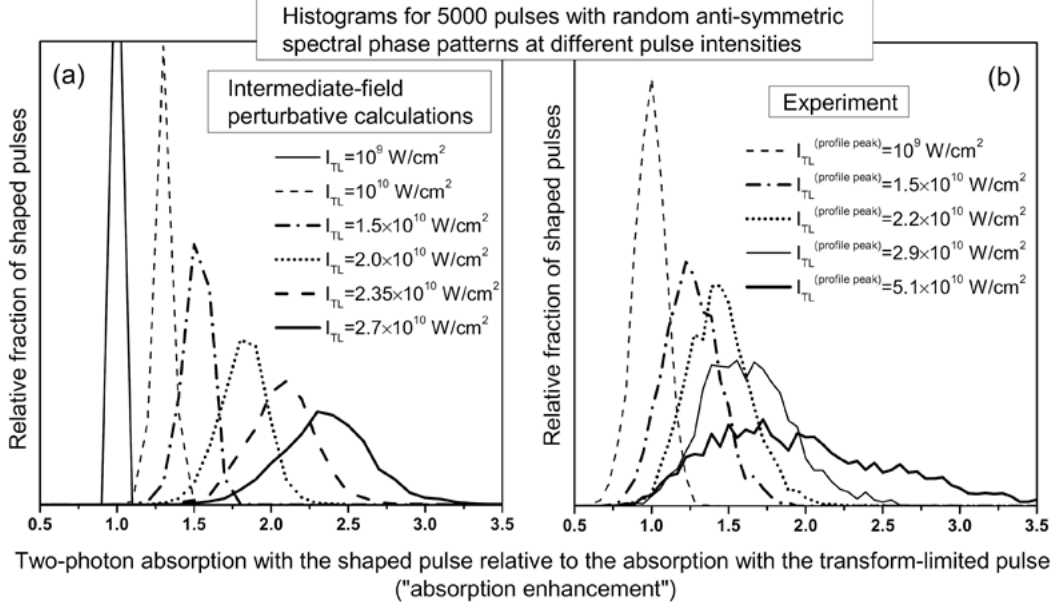 Histograms for 5000 pulses with random anti-symmetric
spectral phase patterns at different pulse intensities
(a)
Intermediate-field
perturbative calculations
I_TL=10^9 W/cm^2
I_TL=10^10 W/cm^2
I_TL=1.5×10^10 W/cm^2
I_TL=2.0×10^10 W/cm^2
I_TL=2.35×10^10 W/cm^2
I_TL=2.7×10^10 W/cm^2
Relative fraction of shaped pulses
0.5 1.0 1.5 2.0 2.5 3.0 3.5
(b)
Experiment
I_TL^(profile peak)=10^9 W/cm^2
I_TL^(profile peak)=1.5×10^10 W/cm^2
I_TL^(profile peak)=2.2×10^10 W/cm^2
I_TL^(profile peak)=2.9×10^10 W/cm^2
I_TL^(profile peak)=5.1×10^10 W/cm^2
Relative fraction of shaped pulses
0.5 1.0 1.5 2.0 2.5 3.0 3.5
Two-photon absorption with the shaped pulse relative to the absorption with the transform-limited pulse
("absorption enhancement")